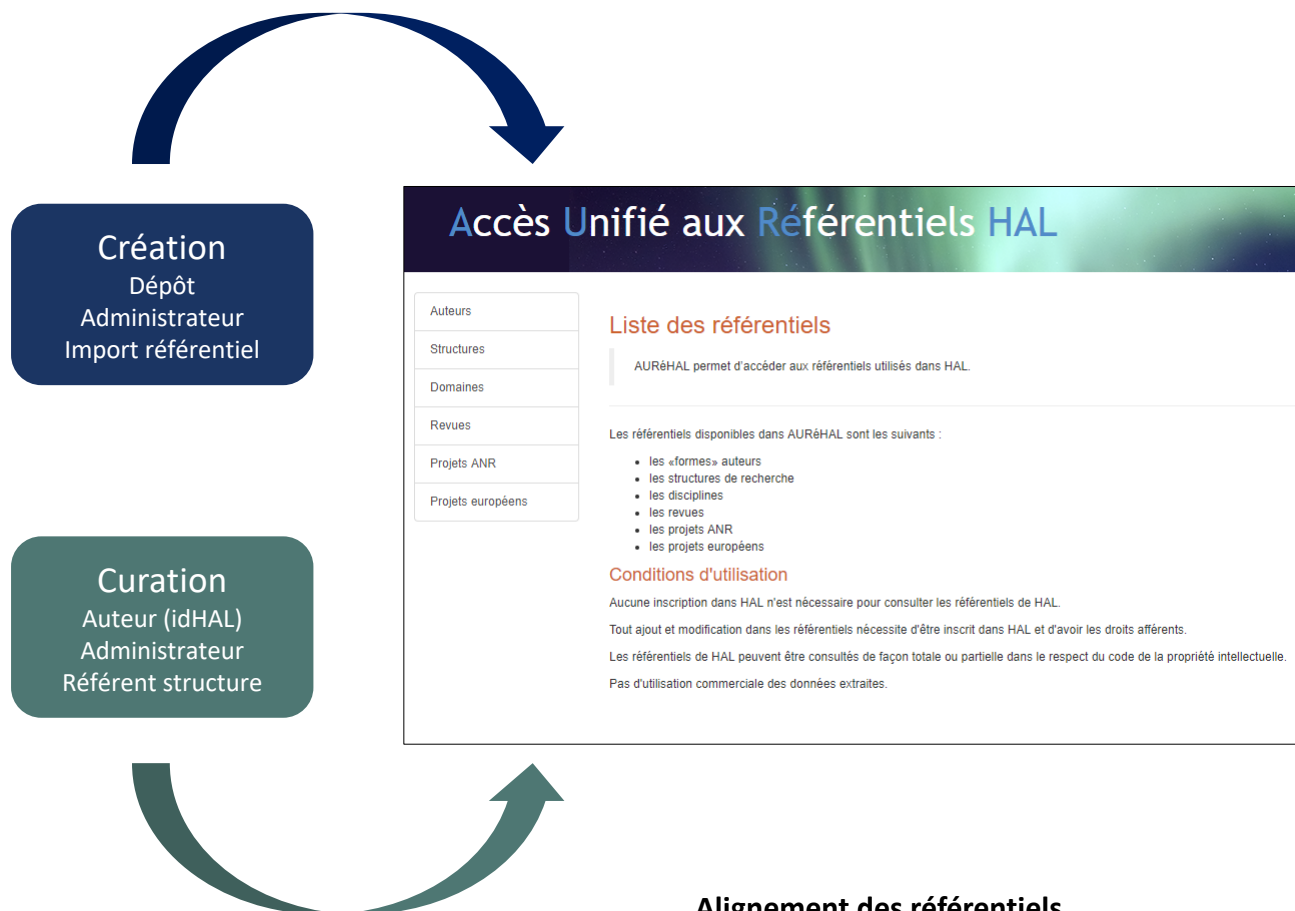 Création
Dépôt
Administrateur
Import référentiel
Curation
Auteur (idHAL)
Administrateur
Référent structure
Accès Unifié aux Référentiels HAL
Auteurs
Structures
Domaines
Revues
Projets ANR
Projets européens
Liste des référentiels
AURéHAL permet d'accéder aux référentiels utilisés dans HAL.
Les référentiels disponibles dans AURéHAL sont les suivants :
• les «formes» auteurs
• les structures de recherche
• les disciplines
• les revues
• les projets ANR
• les projets européens
Conditions d'utilisation
Aucune inscription dans HAL n'est nécessaire pour consulter les référentiels de HAL.
Tout ajout et modification dans les référentiels nécessite d'être inscrit dans HAL et d'avoir les droits afférents.
Les référentiels de HAL peuvent être consultés de façon totale ou partielle dans le respect du code de la propriété intellectuelle.
Pas d'utilisation commerciale des données extraites.
Alignement des référentiels